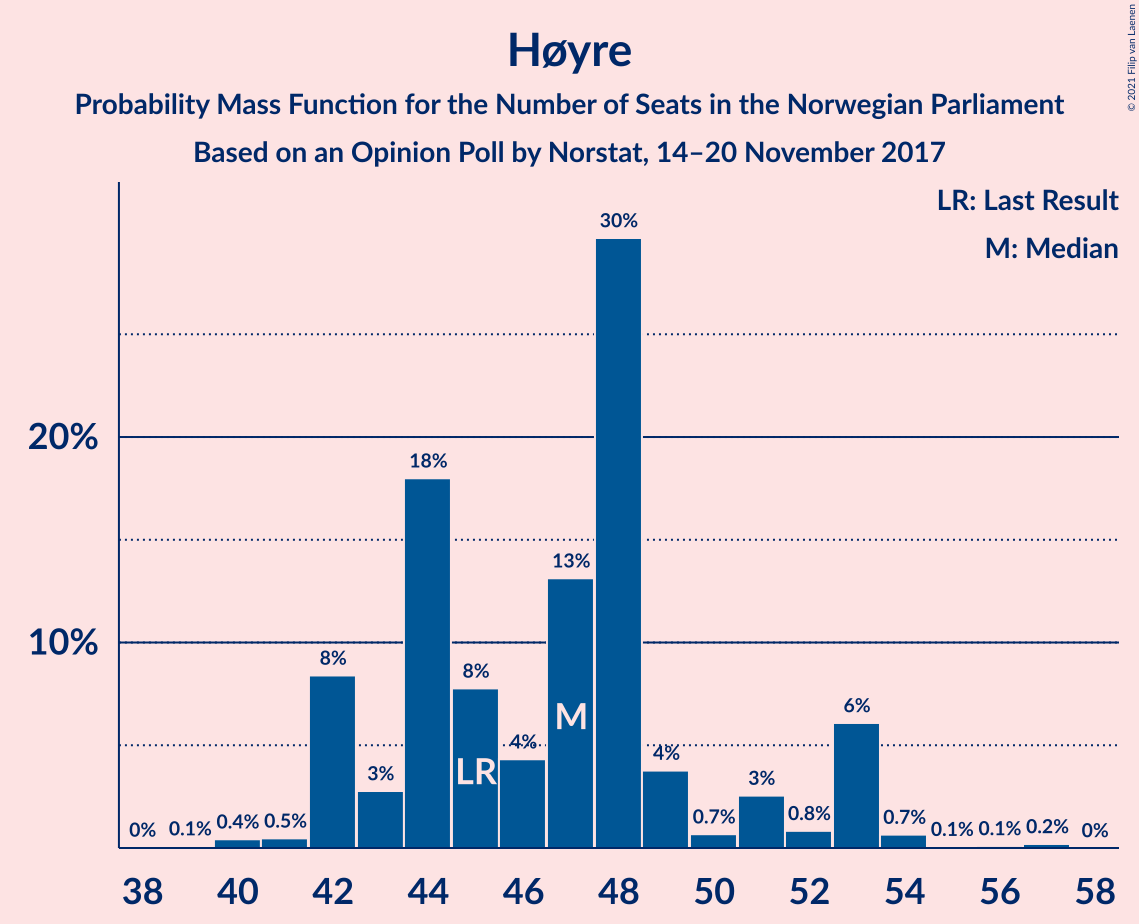 Høyre
Probability Mass Function for the Number of Seats in the Norwegian Parliament
Based on an Opinion Poll by Norstat, 14–20 November 2017
© 2021 Filip van Laenen
LR: Last Result
M: Median
20%
10%
0%
0.1%
0.4%
0.5%
8%
3%
18%
8%
4%
13%
30%
4%
0.7%
3%
0.8%
6%
0.7%
0.1%
0.1%
0.2%
0%
LR
M
38 40 42 44 46 48 50 52 54 56 58